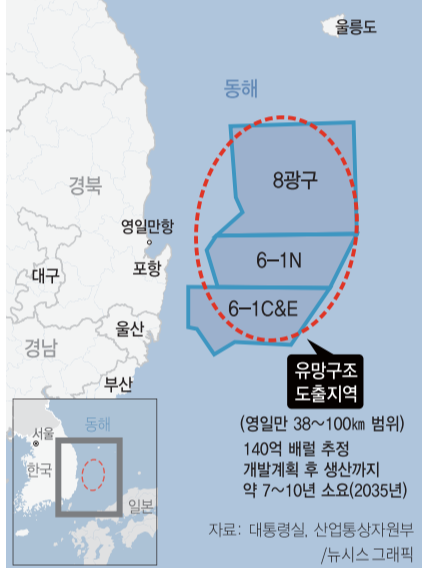 울릉도
동해
8광구
경북
영일만항
포항
6-1N
대구
6-1C&E
울산
경남
부산
유망구조
도출지역
(영일만 38~100㎞ 범위)
140억 배럴 추정
개발계획 후 생산까지
약 7~10년 소요(2035년)
서울
동해
한국
일본
자료: 대통령실, 산업통상자원부
/뉴시스 그래픽